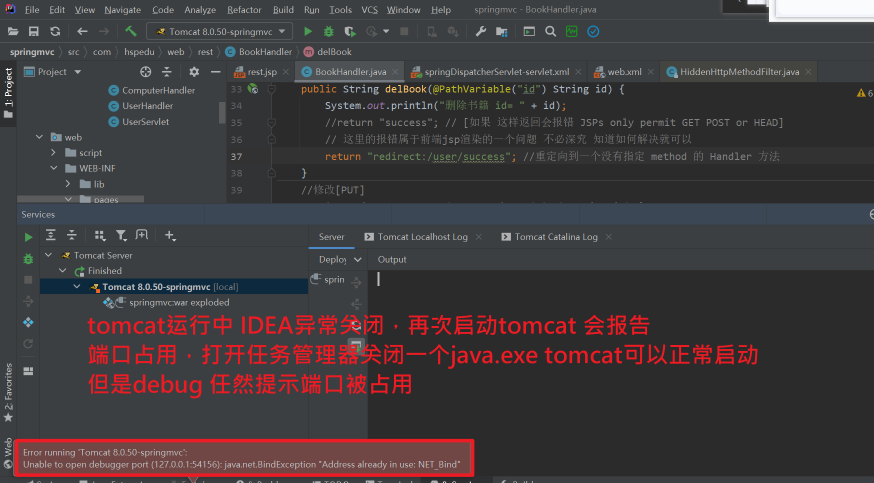 File Edit View Navigate Code Analyze Refactor Build Run Tools VCS Window Help springmvc - BookHandler.java
Tomcat 8.0.50-springmvc
springmvc src com hspedu web rest BookHandler delBook
1: Project
Project
rest.jsp BookHandler.java springDispatcherServlet-servlet.xml web.xml HiddenHttpMethodFilter.java
ComputerHandler
UserHandler
UserServlet
web
script
WEB-INF
lib
pages
33 public String delBook(@PathVariable("id") String id) {
6
34 System.out.println("删除书籍 id= " + id);
35 //return "success"; // [如果 这样返回会报错 JSPs only permit GET POST or HEAD]
36 // 这里的报错属于前端jsp渲染的一个问题 不必深究 知道如何解决就可以
37 return "redirect:/user/success"; //重定向到一个没有指定 method 的 Handler 方法
38 }
39 //修改[PUT]
Services
Server Tomcat Localhost Log Tomcat Catalina Log
Tomcat Server
Finished
Tomcat 8.0.50-springmvc [local]
springmvc:war exploded
Deploy Output
sprin
tomcat运行中 IDEA异常关闭，再次启动tomcat 会报告
端口占用，打开任务管理器关闭一个java.exe tomcat可以正常启动
但是debug 任然提示端口被占用
2: Favorites
Web
Error running 'Tomcat 8.0.50-springmvc':
Unable to open debugger port (127.0.0.1:54156): java.net.BindException "Address already in use: NET_Bind"